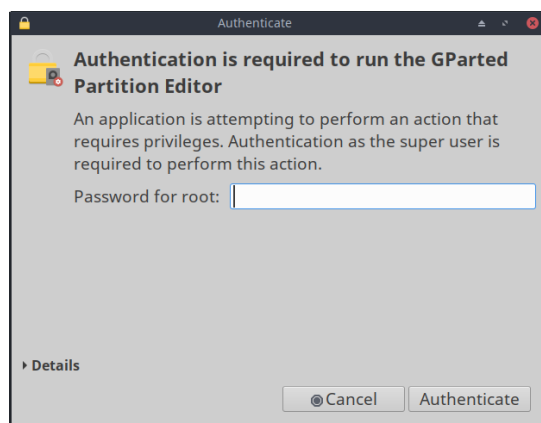 Authenticate
Authentication is required to run the GParted
Partition Editor
An application is attempting to perform an action that
requires privileges. Authentication as the super user is
required to perform this action.
Password for root:
Details
Cancel
Authenticate